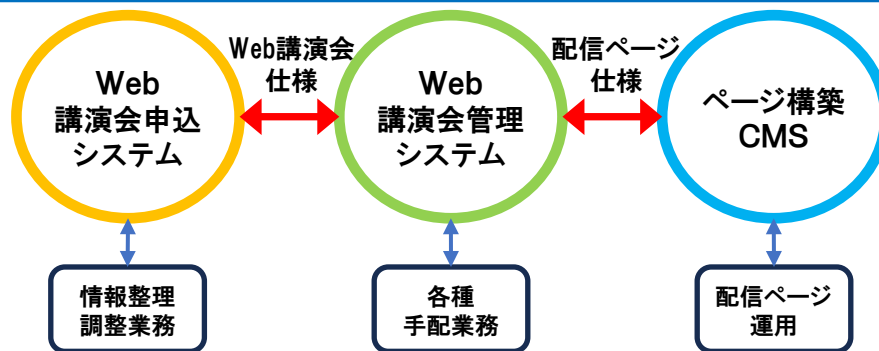 Web講演会
仕様
配信ページ
仕様
Web
講演会申込
システム
Web
講演会管理
システム
ページ構築
CMS
情報整理
調整業務
各種
手配業務
配信ページ
運用